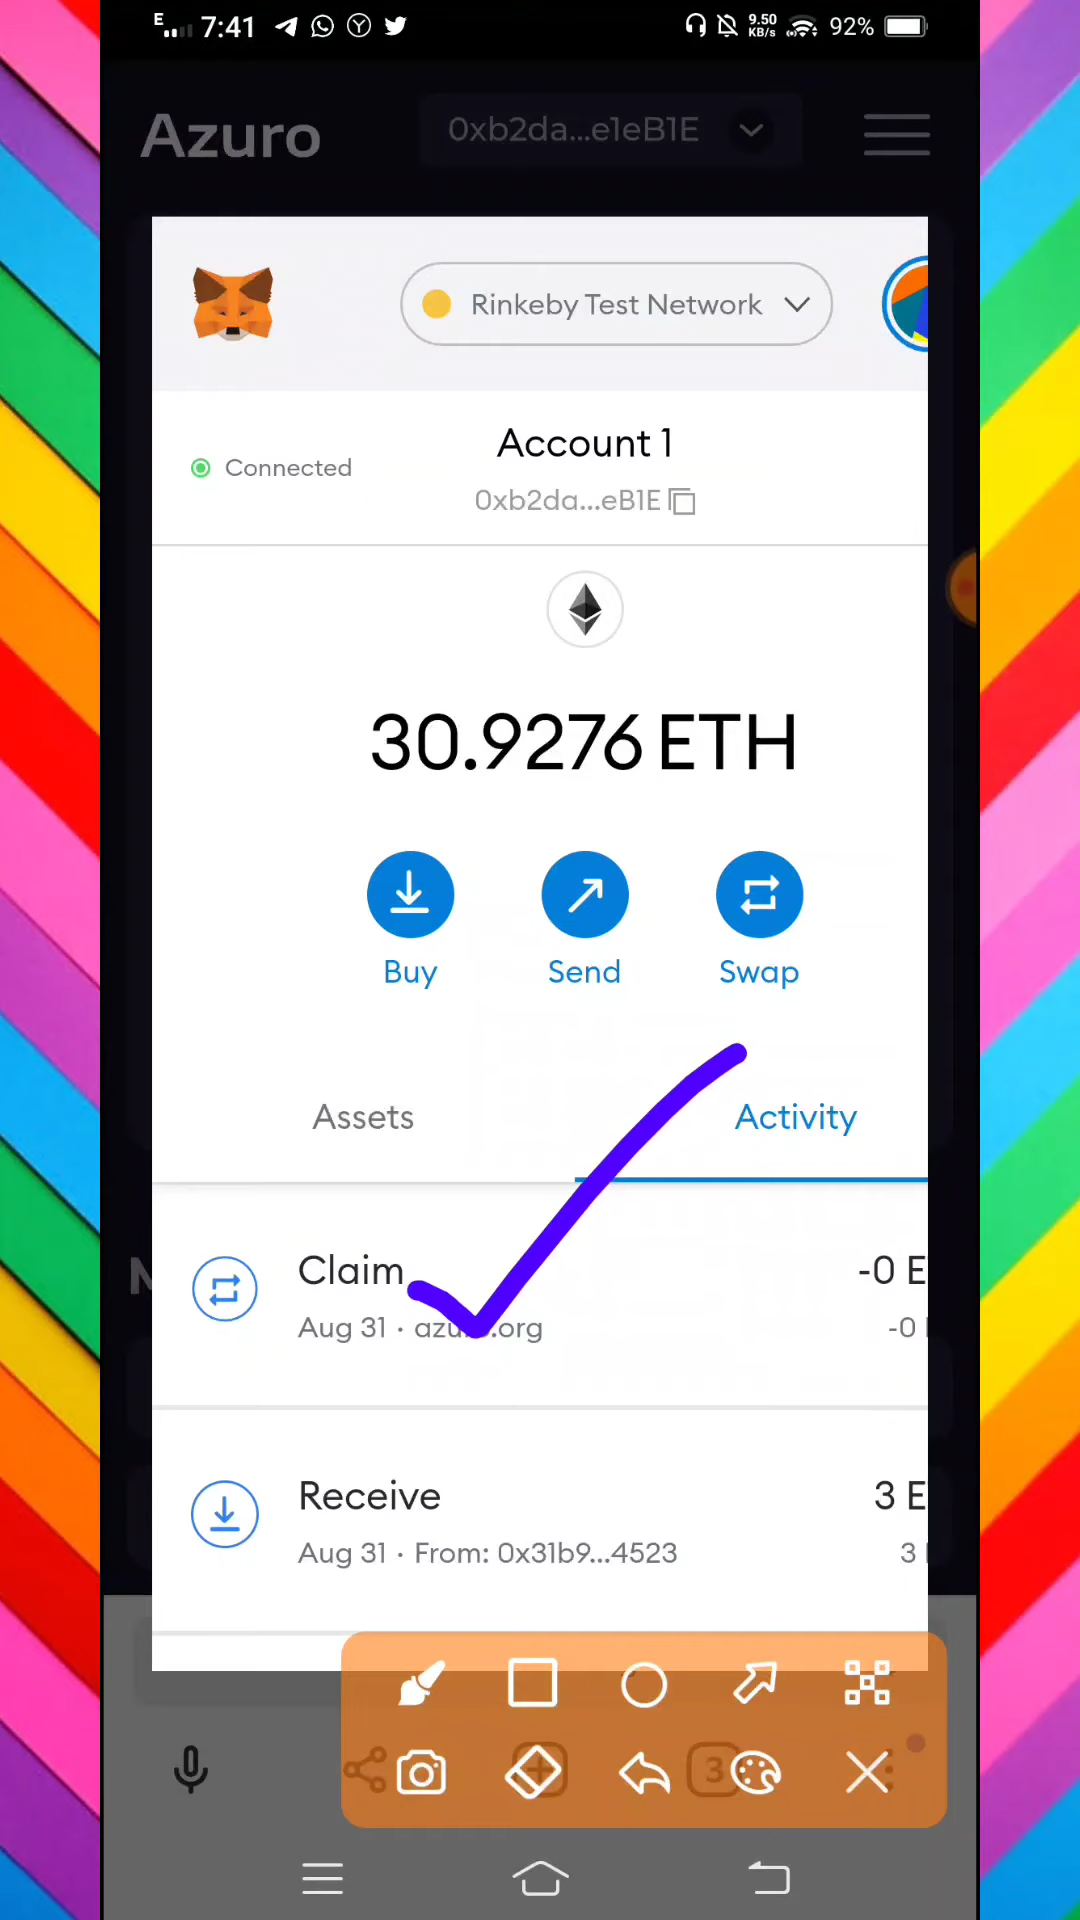 E 7:41 9.50 KB/s 92%
Azuro 0xb2da...e1eB1E
Rinkeby Test Network
Account 1
Connected
0xb2da...eB1E
30.9276 ETH
Buy Send Swap
Assets Activity
Claim -0 E
Aug 31 · -0
Receive 3 E
Aug 31 · From: 0x31b9...4523 3
3